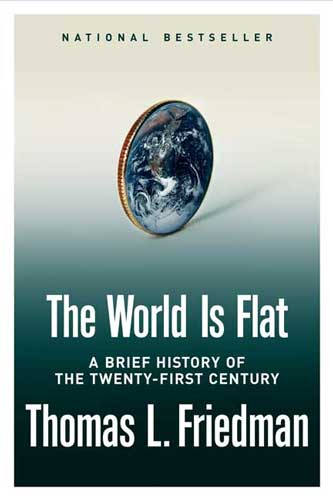 NATIONAL BESTSELLER
The World Is Flat
A BRIEF HISTORY OF
THE TWENTY-FIRST CENTURY
Thomas L. Friedman